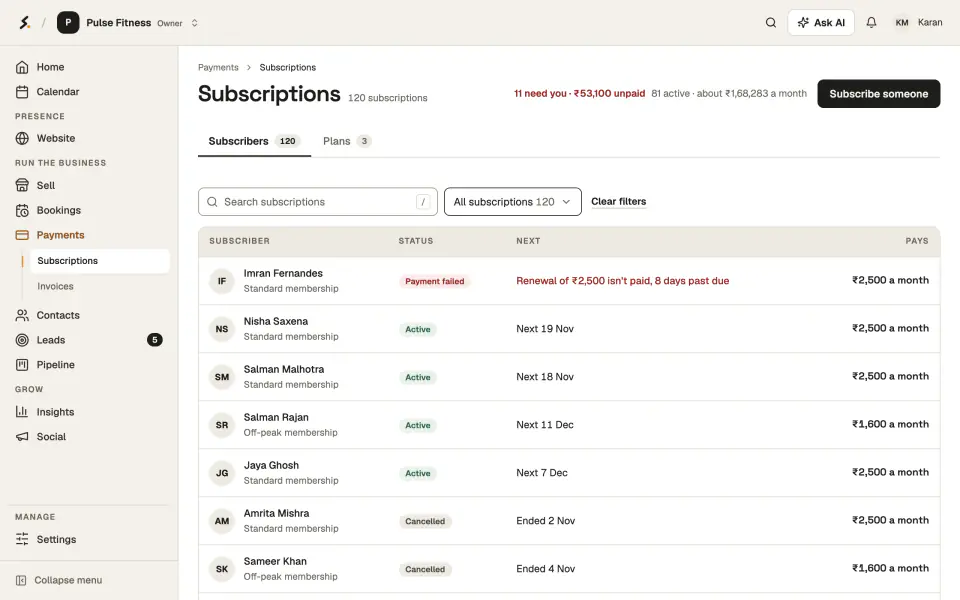 / P Pulse Fitness Owner
Ask AI
KM Karan
Home
Calendar
PRESENCE
Website
RUN THE BUSINESS
Sell
Bookings
Payments
Subscriptions
Invoices
Contacts
Leads 5
Pipeline
GROW
Insights
Social
MANAGE
Settings
Collapse menu
Payments > Subscriptions
Subscriptions 120 subscriptions
11 need you · ₹53,100 unpaid 81 active · about ₹1,68,283 a month
Subscribe someone
Subscribers 120 Plans 3
Search subscriptions /
All subscriptions 120
Clear filters
SUBSCRIBER STATUS NEXT PAYS
IF Imran Fernandes
Standard membership
Payment failed
Renewal of ₹2,500 isn't paid, 8 days past due
₹2,500 a month
NS Nisha Saxena
Standard membership
Active
Next 19 Nov
₹2,500 a month
SM Salman Malhotra
Standard membership
Active
Next 18 Nov
₹2,500 a month
SR Salman Rajan
Off-peak membership
Active
Next 11 Dec
₹1,600 a month
JG Jaya Ghosh
Standard membership
Active
Next 7 Dec
₹2,500 a month
AM Amrita Mishra
Standard membership
Cancelled
Ended 2 Nov
₹2,500 a month
SK Sameer Khan
Off-peak membership
Cancelled
Ended 4 Nov
₹1,600 a month